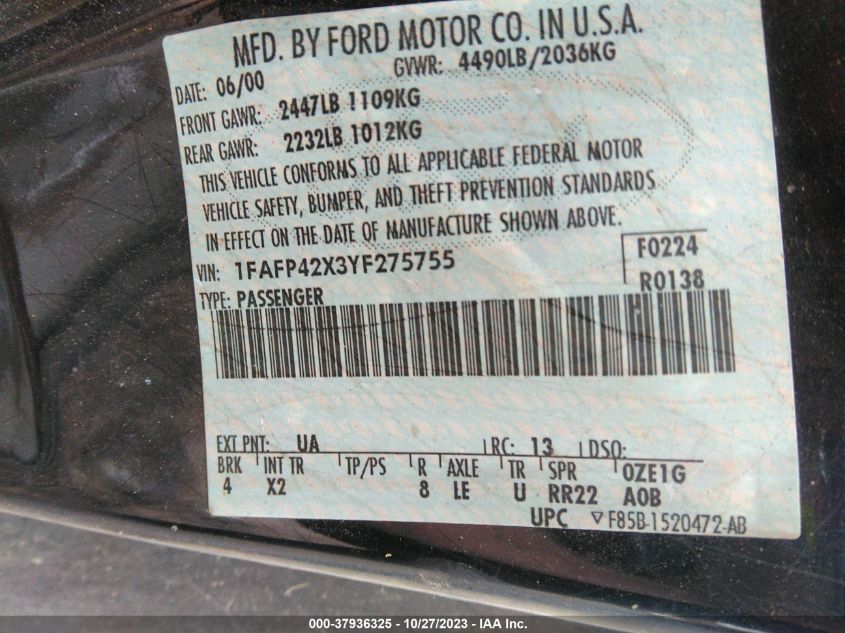 MFD. BY FORD MOTOR CO. IN U.S.A.
DATE: 06/00 GVWR: 4490LB/2036KG
FRONT GAWR: 2447LB 1109KG
REAR GAWR: 2232LB 1012KG
THIS VEHICLE CONFORMS TO ALL APPLICABLE FEDERAL MOTOR
VEHICLE SAFETY, BUMPER, AND THEFT PREVENTION STANDARDS
IN EFFECT ON THE DATE OF MANUFACTURE SHOWN ABOVE.
VIN: 1FAFP42X3YF275755 F0224
TYPE: PASSENGER R0138
EXT PNT: UA RC: 13 DSO:
BRK INT TR TP/PS R AXLE TR SPR OZE1G
4 X2 8 LE U RR22 A0B
UPC ▽F85B-1520472-AB
000-37936325 - 10/27/2023 - IAA Inc.